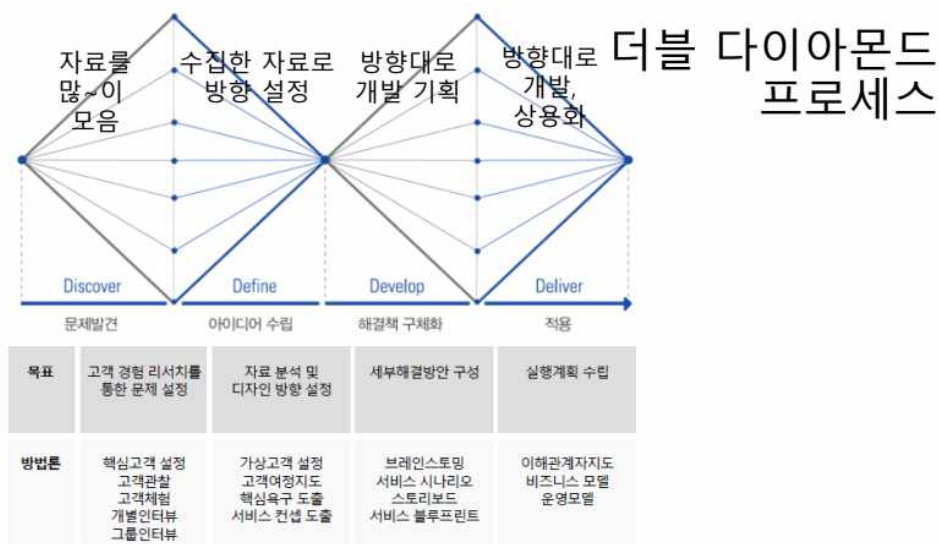 더블 다이아몬드
프로세스
자료를
많~이
모음
수집한 자료로
방향 설정
방향대로
개발 기획
방향대로
개발,
상용화
Discover
Define
Develop
Deliver
문제발견
아이디어 수립
해결책 구체화
적용
목표
고객 경험 리서치를
통한 문제 설정
자료 분석 및
디자인 방향 설정
세부해결방안 구성
실행계획 수립
방법론
핵심고객 설정
고객관찰
고객체험
개별인터뷰
그룹인터뷰
가상고객 설정
고객여정지도
핵심욕구 도출
서비스 컨셉 도출
브레인스토밍
서비스 시나리오
스토리보드
서비스 블루프린트
이해관계자지도
비즈니스 모델
운영모델